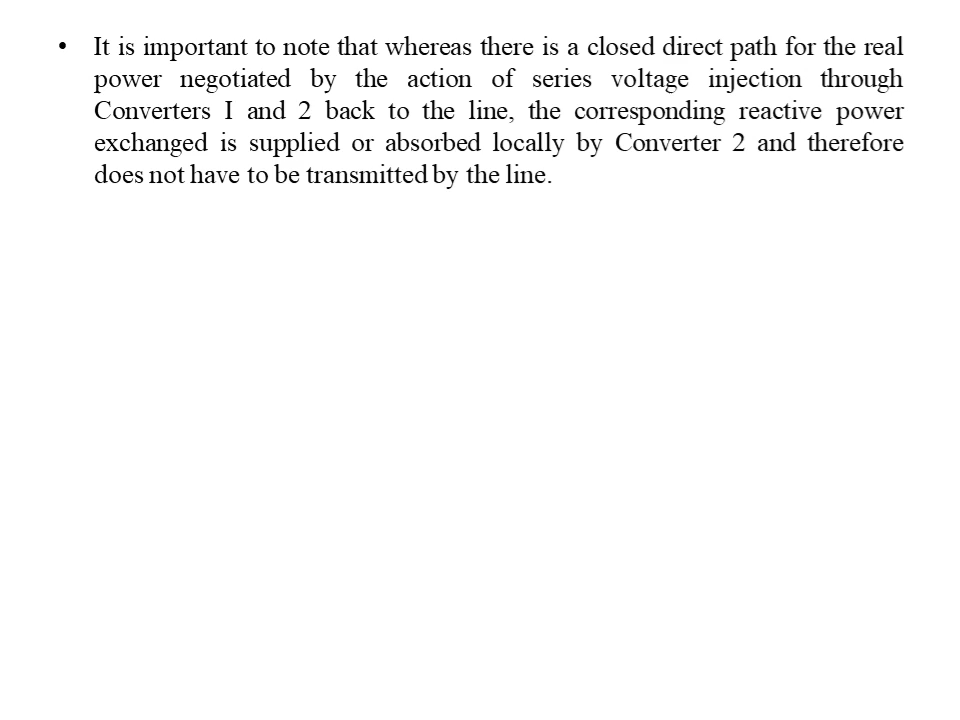 • It is important to note that whereas there is a closed direct path for the real
power negotiated by the action of series voltage injection through
Converters I and 2 back to the line, the corresponding reactive power
exchanged is supplied or absorbed locally by Converter 2 and therefore
does not have to be transmitted by the line.